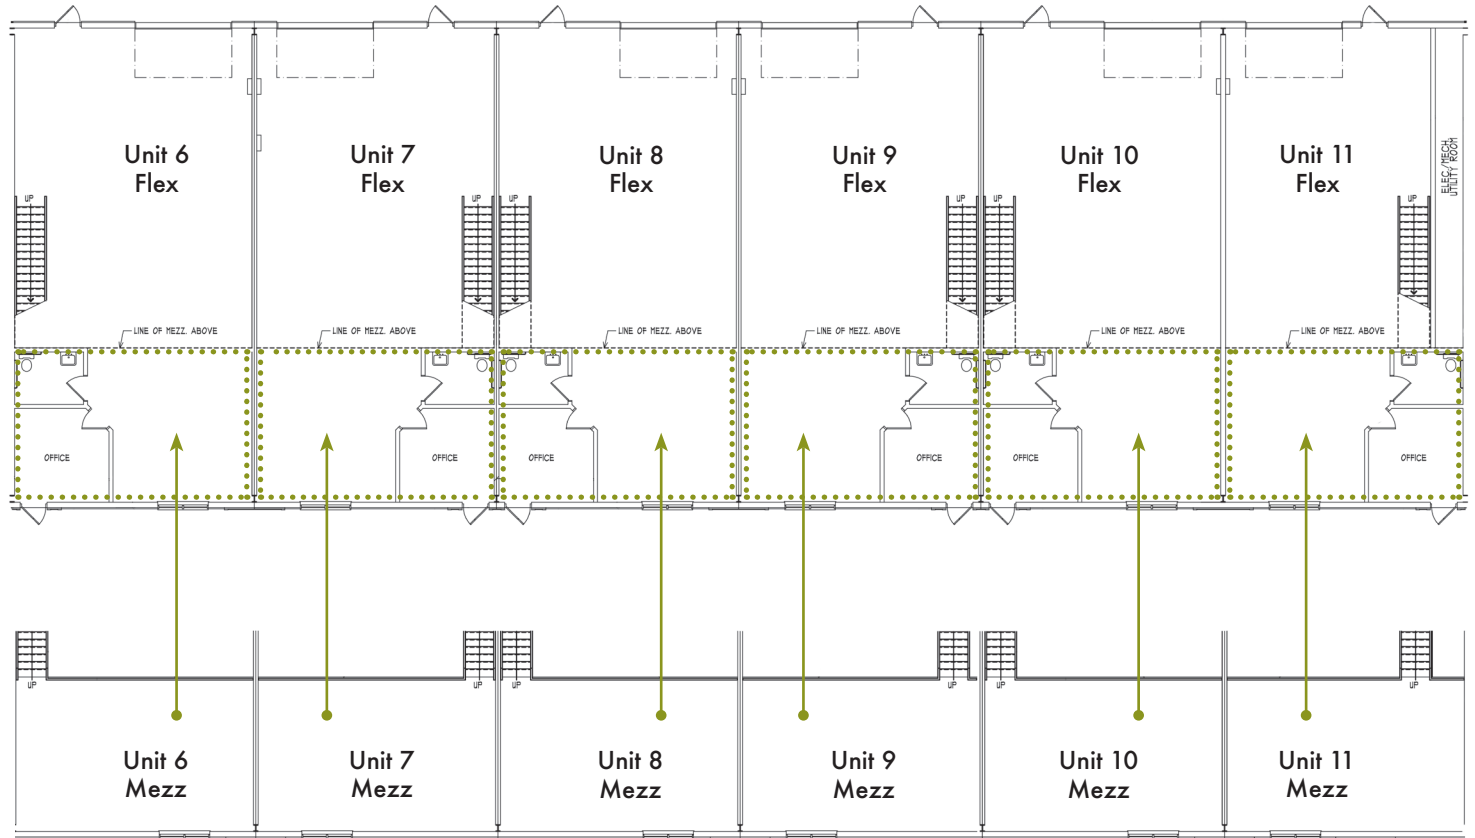 Unit 6
Flex
Unit 7
Flex
Unit 8
Flex
Unit 9
Flex
Unit 10
Flex
Unit 11
Flex
ELEC/MECH.
UTILITY ROOM
UP
UP
UP
UP
UP
UP
LINE OF MEZZ. ABOVE
LINE OF MEZZ. ABOVE
LINE OF MEZZ. ABOVE
LINE OF MEZZ. ABOVE
LINE OF MEZZ. ABOVE
LINE OF MEZZ. ABOVE
OFFICE
OFFICE
OFFICE
OFFICE
OFFICE
OFFICE
UP
UP
UP
UP
UP
UP
Unit 6
Mezz
Unit 7
Mezz
Unit 8
Mezz
Unit 9
Mezz
Unit 10
Mezz
Unit 11
Mezz